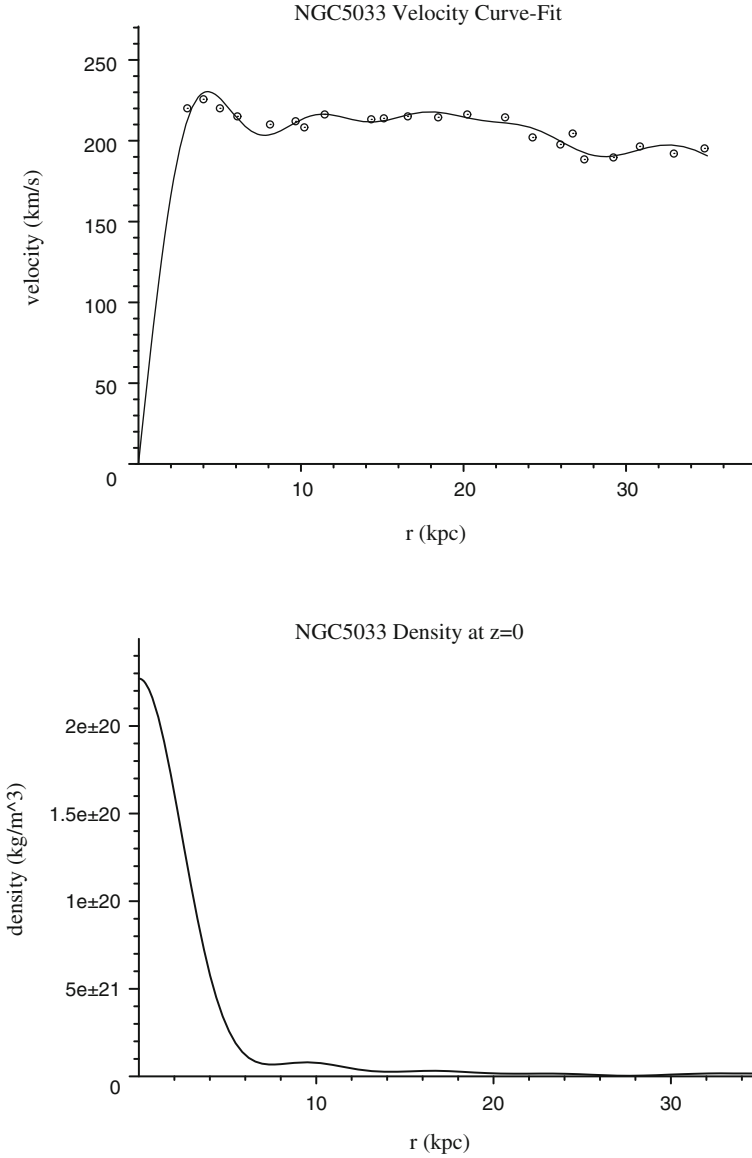 NGC5033 Velocity Curve-Fit
250
200
150
100
50
0
velocity (km/s)
10 20 30
r (kpc)
NGC5033 Density at z=0
2e±20
1.5e±20
1e±20
5e±21
0
density (kg/m^3)
10 20 30
r (kpc)